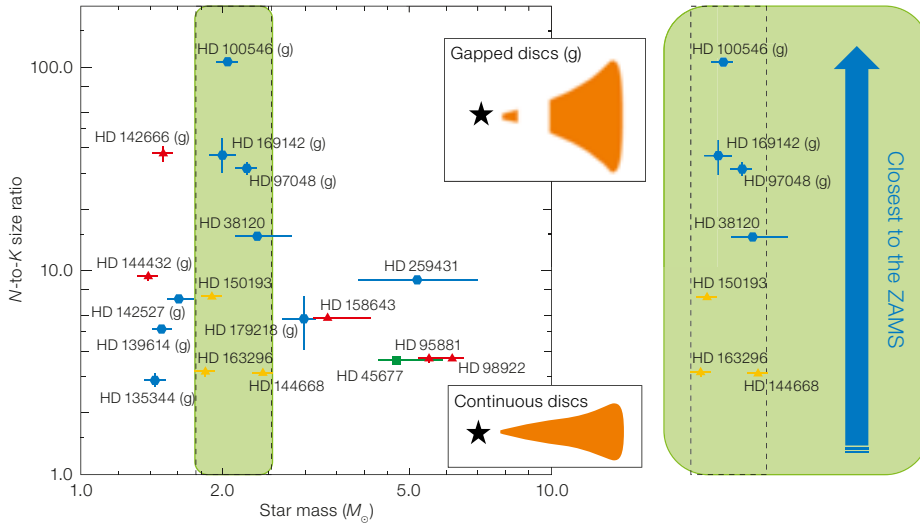 HD 100546 (g)
100.0
HD 142666 (g)
HD 169142 (g)
HD 97048 (g)
HD 38120
HD 144432 (g)
10.0
HD 150193
HD 259431
HD 142527 (g)
HD 158643
HD 179218 (g)
HD 139614 (g)
HD 163296
HD 95881
HD 45677
HD 98922
HD 144668
HD 135344 (g)
1.0
1.0
2.0
5.0
10.0
Star mass (M☉)
N-to-K size ratio
Gapped discs (g)
Continuous discs
HD 100546 (g)
HD 169142 (g)
HD 97048 (g)
HD 38120
HD 150193
HD 163296
HD 144668
Closest to the ZAMS